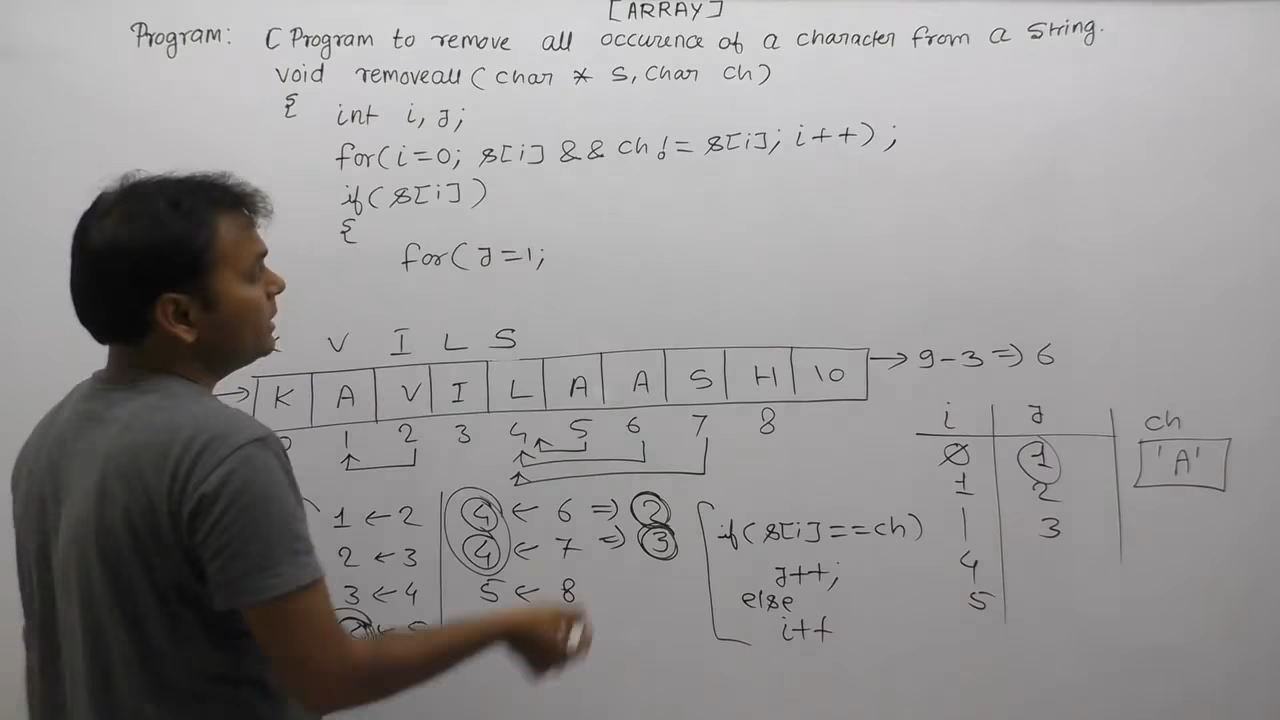 [ARRAY]
Program: C Program to remove all occurence of a character from a string.
void removeall(char * s, char ch)
{ int i, j;
for(i=0; s[i] && ch != s[i]; i++);
if(s[i])
{
for(j=1;
V I L S
→ K A V I L A A S H \0 → 9-3 => 6
1 2 3 4 5 6 7 8
i j ch
0 1 'A'
1 2
1 3
4
5
1 ← 2
2 ← 3
3 ← 4
4 ← 6 => 2
4 ← 7 => 3
5 ← 8
if(s[i]==ch)
j++;
else
i++